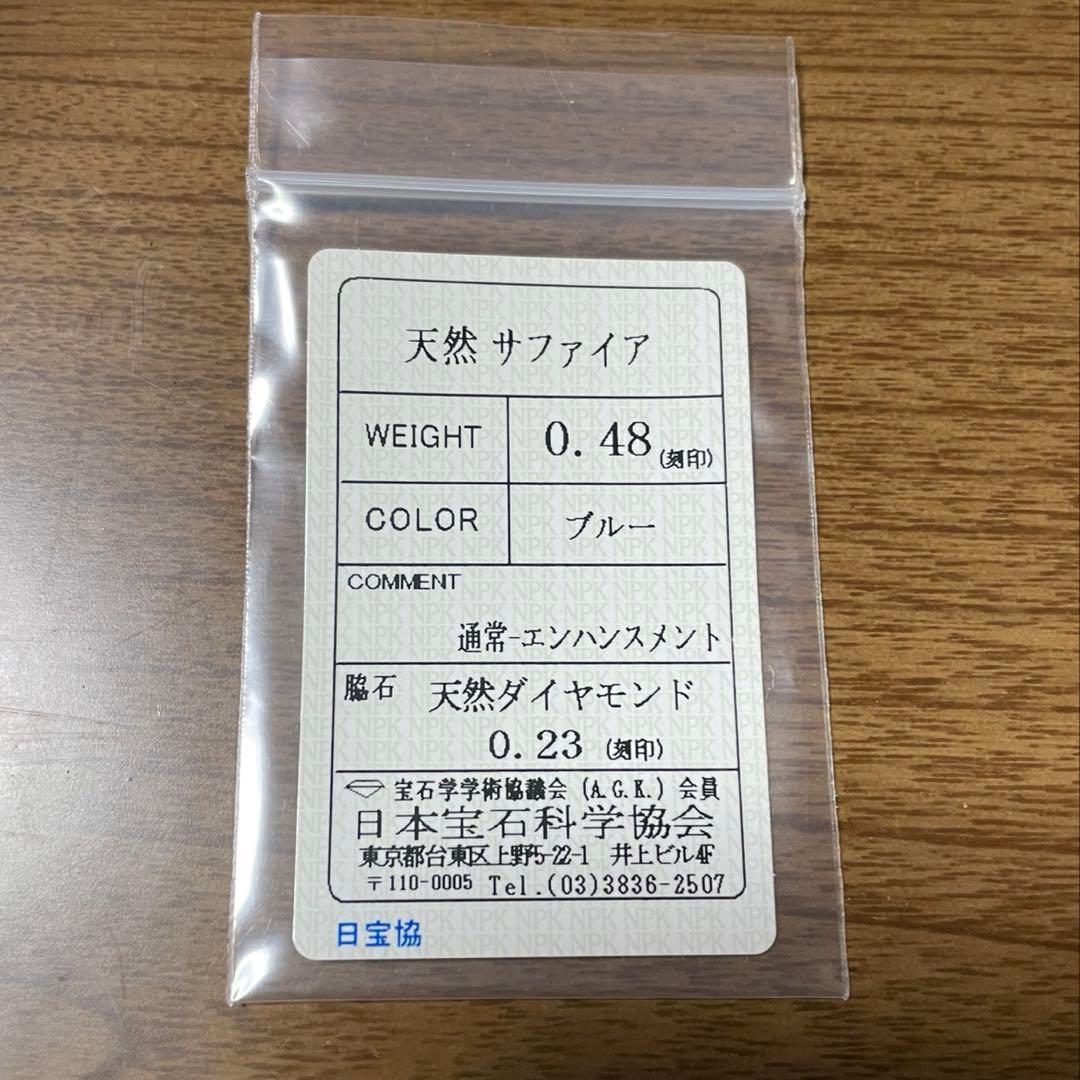 天然 サファイア
WEIGHT 0.48 (刻印)
COLOR ブルー
COMMENT
通常-エンハンスメント
脇石 天然ダイヤモンド
0.23 (刻印)
宝石学学術協議会 (A.G.K.) 会員
日本宝石科学協会
東京都台東区上野5-22-1 井上ビル4F
〒110-0005 Tel.(03)3836-2507
日宝協